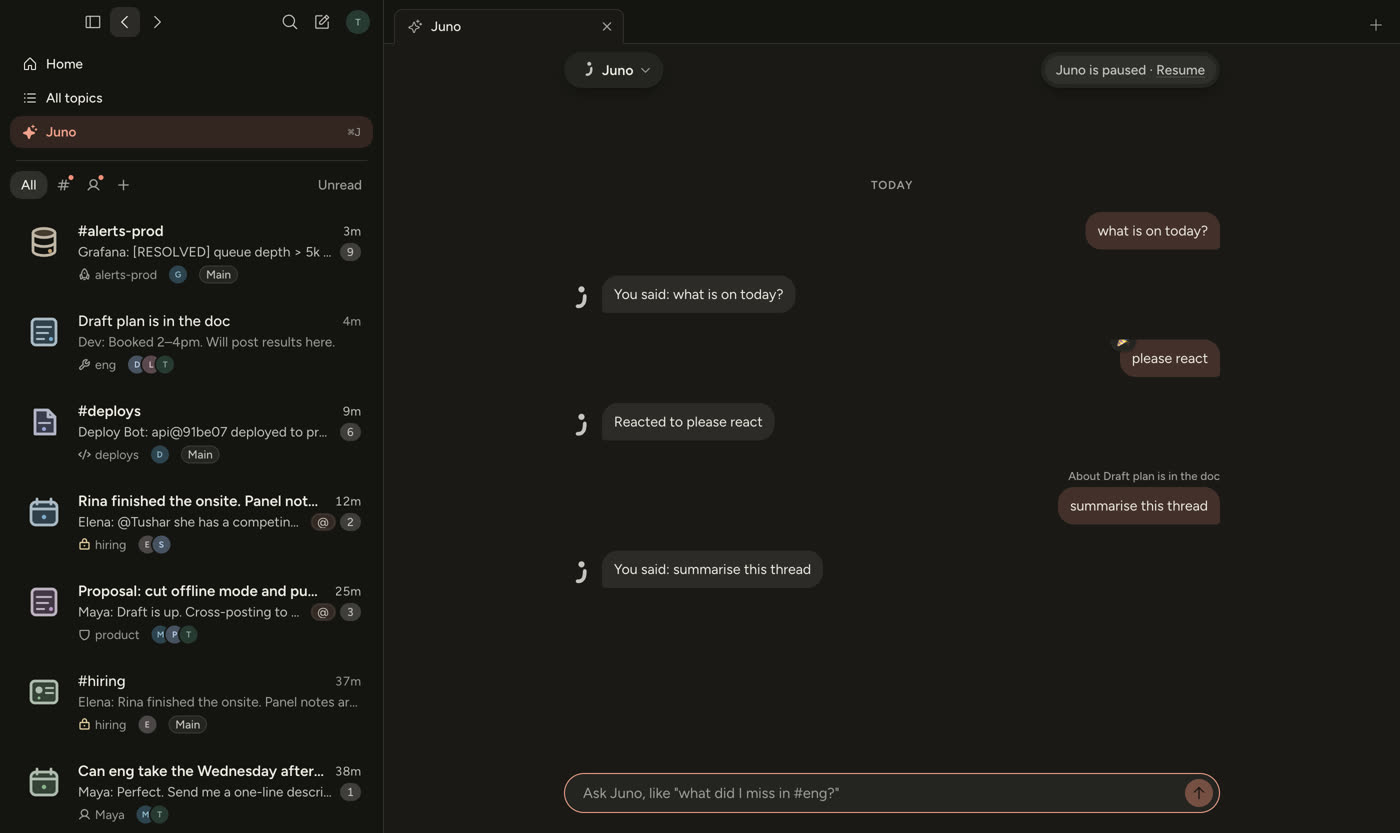 T
Home
All topics
Juno
⌘J
All
Unread
#alerts-prod 3m
Grafana: [RESOLVED] queue depth > 5k ... 9
alerts-prod G Main
Draft plan is in the doc 4m
Dev: Booked 2–4pm. Will post results here.
eng D L T
#deploys 9m
Deploy Bot: api@91be07 deployed to pr... 6
deploys D Main
Rina finished the onsite. Panel not... 12m
Elena: @Tushar she has a competin... @ 2
hiring E S
Proposal: cut offline mode and pu... 25m
Maya: Draft is up. Cross-posting to ... @ 3
product M P T
#hiring 37m
Elena: Rina finished the onsite. Panel notes ar...
hiring E Main
Can eng take the Wednesday after... 38m
Maya: Perfect. Send me a one-line descri... 1
Maya M T
Juno
Juno
Juno is paused · Resume
TODAY
what is on today?
You said: what is on today?
please react
Reacted to please react
About Draft plan is in the doc
summarise this thread
You said: summarise this thread
Ask Juno, like "what did I miss in #eng?"